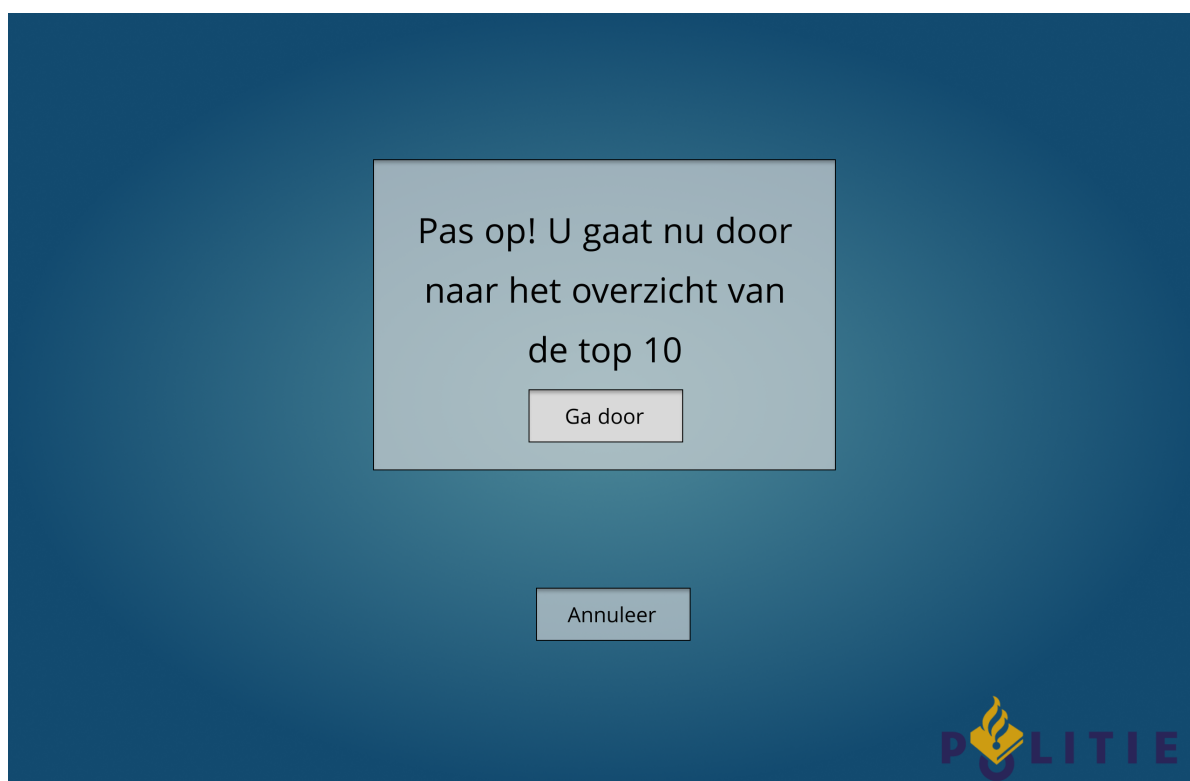 Pas op! U gaat nu door
naar het overzicht van
de top 10
Ga door
Annuleer
POLITIE